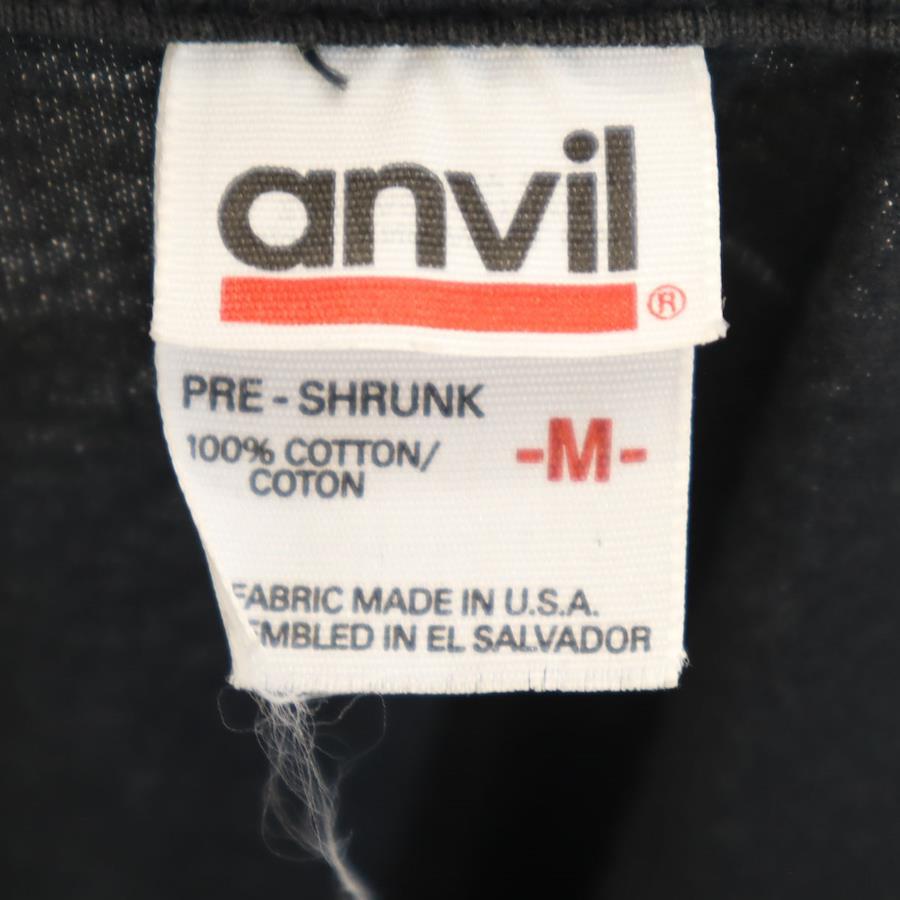 anvil
®
PRE - SHRUNK
100% COTTON/
COTON
-M-
FABRIC MADE IN U.S.A.
EMBLED IN EL SALVADOR